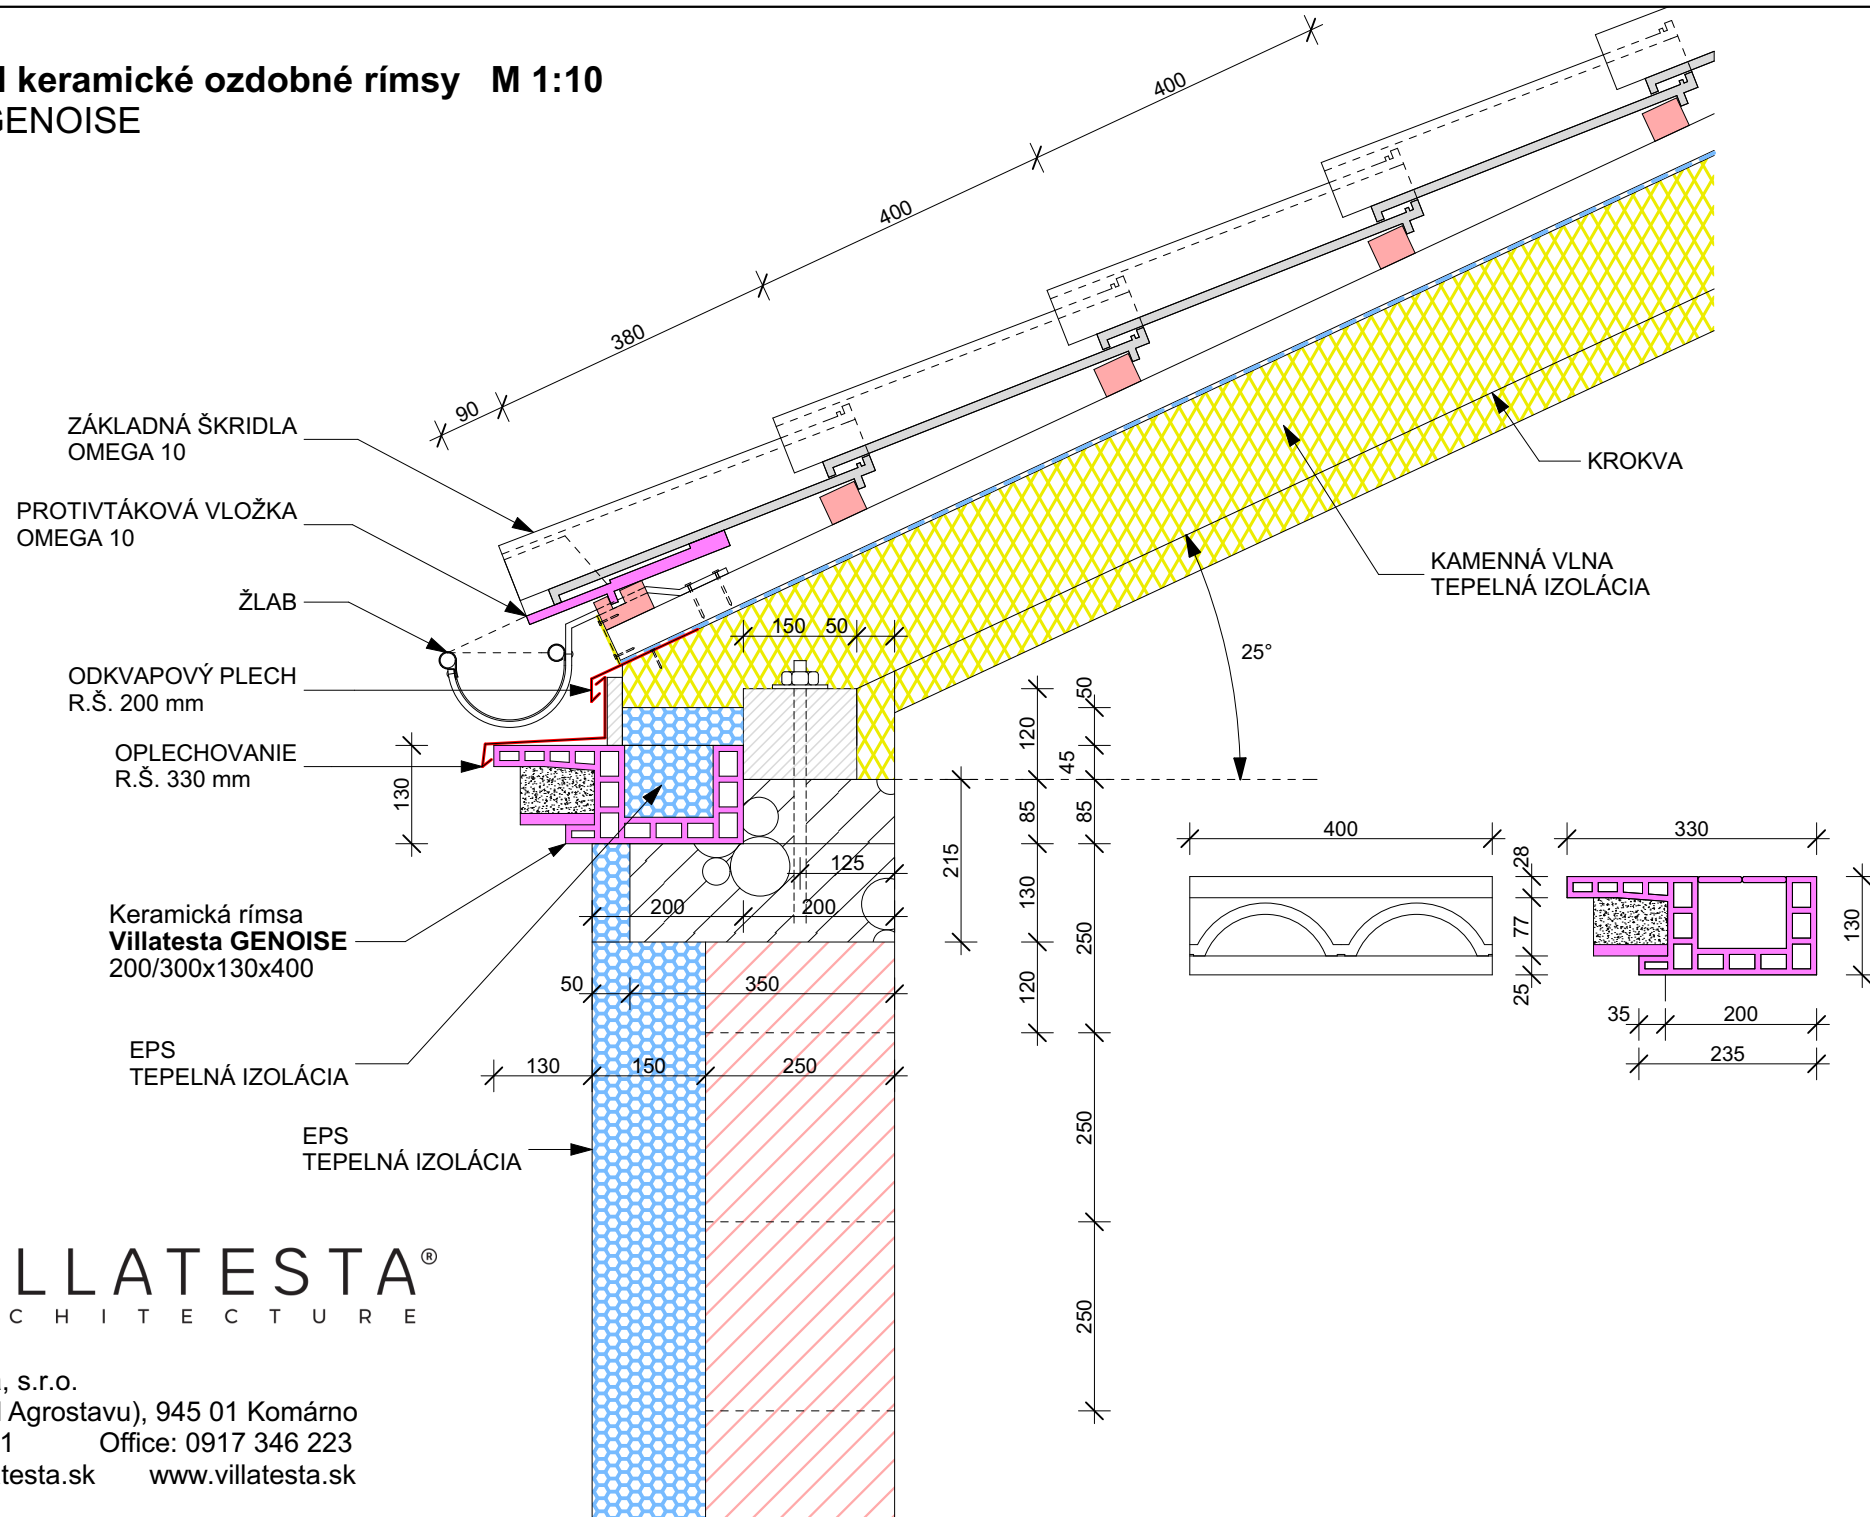 keramické ozdobné rímsy M 1:10
GENOISE
400
400
380
90
ZÁKLADNÁ ŠKRIDLA
OMEGA 10
PROTIVTÁKOVÁ VLOŽKA
OMEGA 10
ŽLAB
ODKVAPOVÝ PLECH
R.Š. 200 mm
OPLECHOVANIE
R.Š. 330 mm
130
Keramická rímsa
Villatesta GENOISE
200/300x130x400
EPS
TEPELNÁ IZOLÁCIA
EPS
TEPELNÁ IZOLÁCIA
KROKVA
KAMENNÁ VLNA
TEPELNÁ IZOLÁCIA
25°
150 50
125
200 200
50 350
130 150 250
215
120
85
130
120
50
45
85
250
250
250
400
28
77
25
330
130
35 200
235
LLATESTA®
CHITECTURE
, s.r.o.
Agrostavu), 945 01 Komárno
1 Office: 0917 346 223
testa.sk www.villatesta.sk